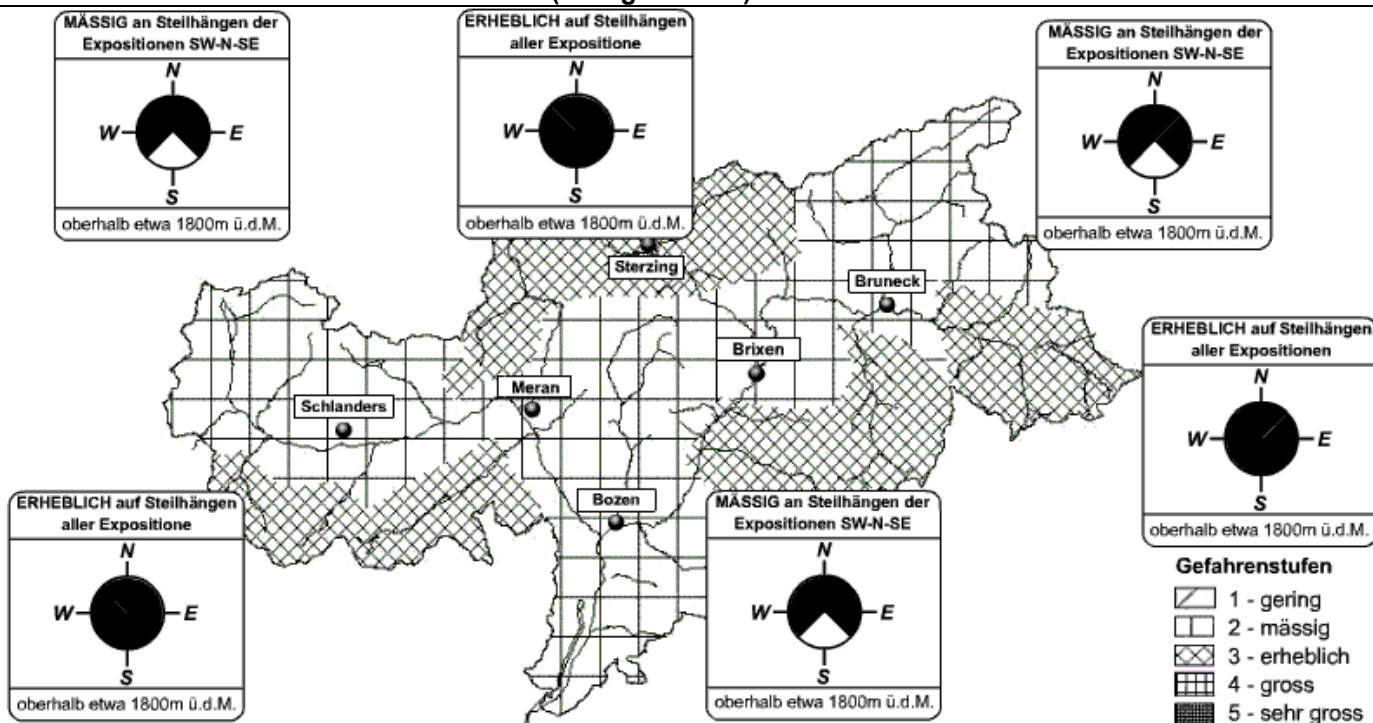 MÄSSIG an Steilhängen der
Expositionen SW-N-SE
N
W
E
S
oberhalb etwa 1800m ü.d.M.
ERHEBLICH auf Steilhängen
aller Expositione
N
W
E
S
oberhalb etwa 1800m ü.d.M.
MÄSSIG an Steilhängen der
Expositionen SW-N-SE
N
W
E
S
oberhalb etwa 1800m ü.d.M.
Sterzing
Bruneck
Brixen
Meran
Schlanders
Bozen
ERHEBLICH auf Steilhängen
aller Expositionen
N
W
E
S
oberhalb etwa 1800m ü.d.M.
ERHEBLICH auf Steilhängen
aller Expositione
N
W
E
S
oberhalb etwa 1800m ü.d.M.
MÄSSIG an Steilhängen der
Expositionen SW-N-SE
N
W
E
S
oberhalb etwa 1800m ü.d.M.
Gefahrenstufen
1 - gering
2 - mässig
3 - erheblich
4 - gross
5 - sehr gross